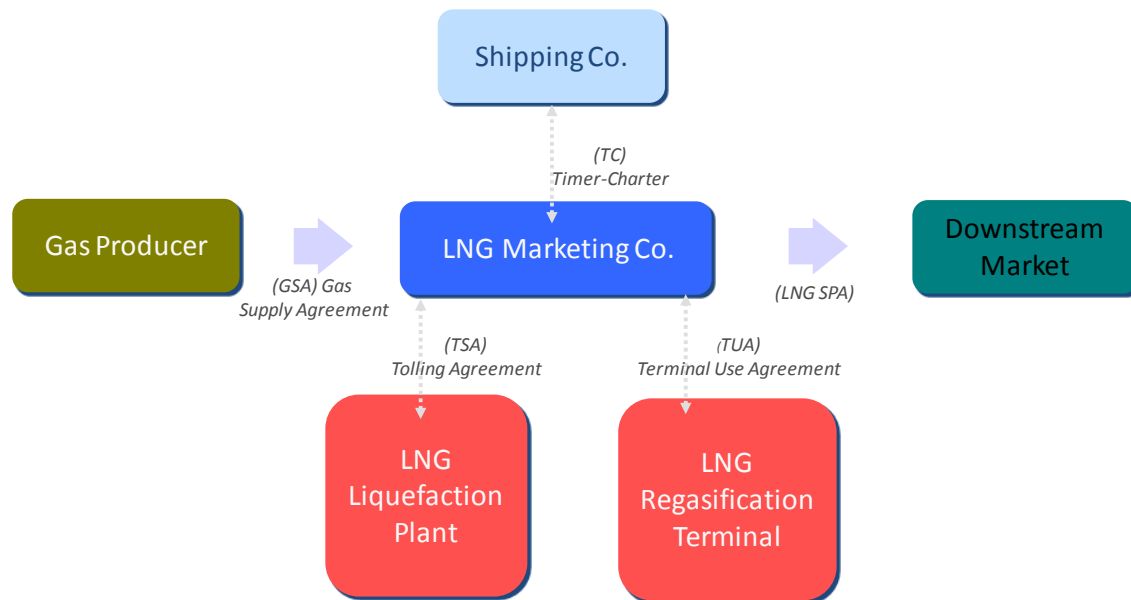 Shipping Co.
(TC)
Timer-Charter
Gas Producer
LNG Marketing Co.
Downstream
Market
(GSA) Gas
Supply Agreement
(LNG SPA)
(TSA)
Tolling Agreement
(TUA)
Terminal Use Agreement
LNG
Liquefaction
Plant
LNG
Regasification
Terminal